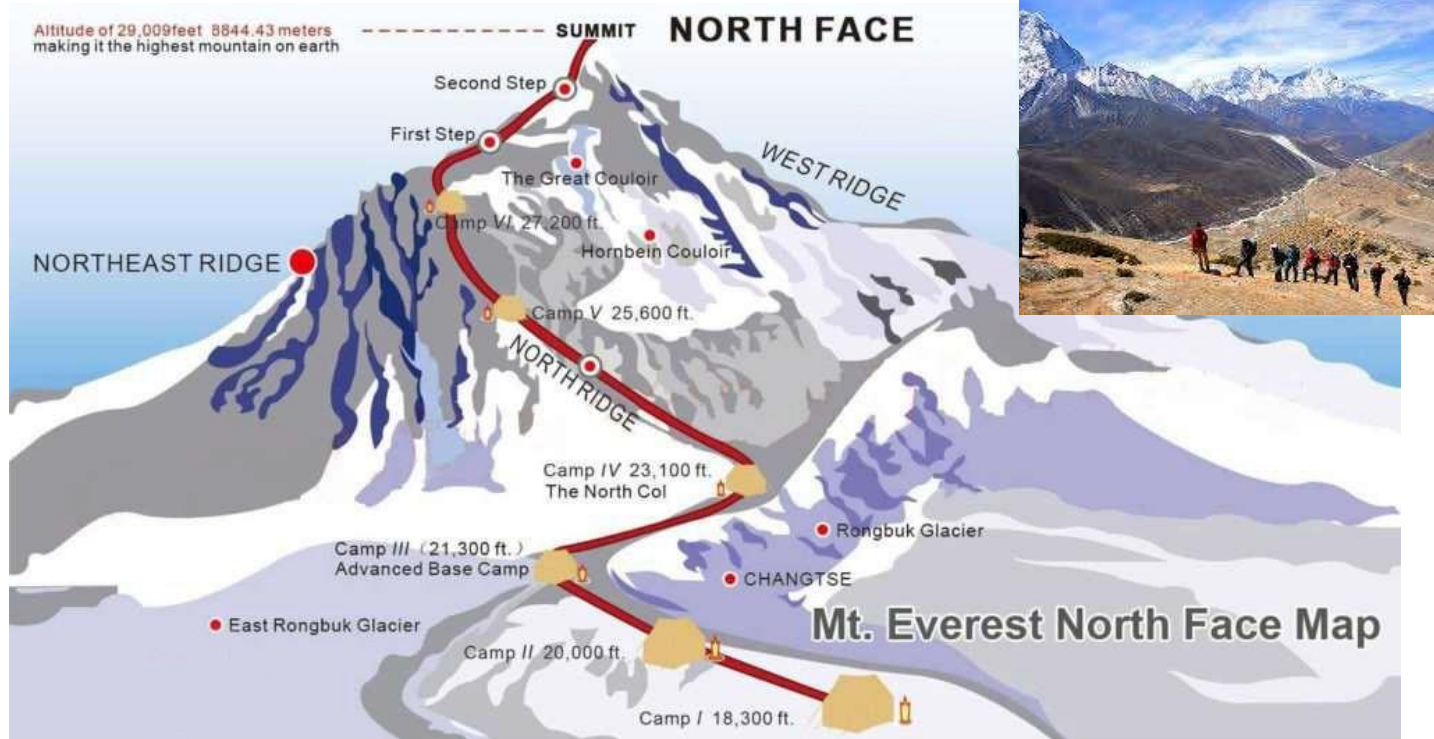 Altitude of 29,009feet 8844.43 meters
making it the highest mountain on earth
SUMMIT
NORTH FACE
Second Step
First Step
The Great Couloir
WEST RIDGE
Camp VI 27,200 ft.
Hornbein Couloir
NORTHEAST RIDGE
Camp V 25,600 ft.
NORTH RIDGE
Camp IV 23,100 ft.
The North Col
Rongbuk Glacier
Camp III (21,300 ft.)
Advanced Base Camp
CHANGTSE
East Rongbuk Glacier
Mt. Everest North Face Map
Camp II 20,000 ft.
Camp I 18,300 ft.